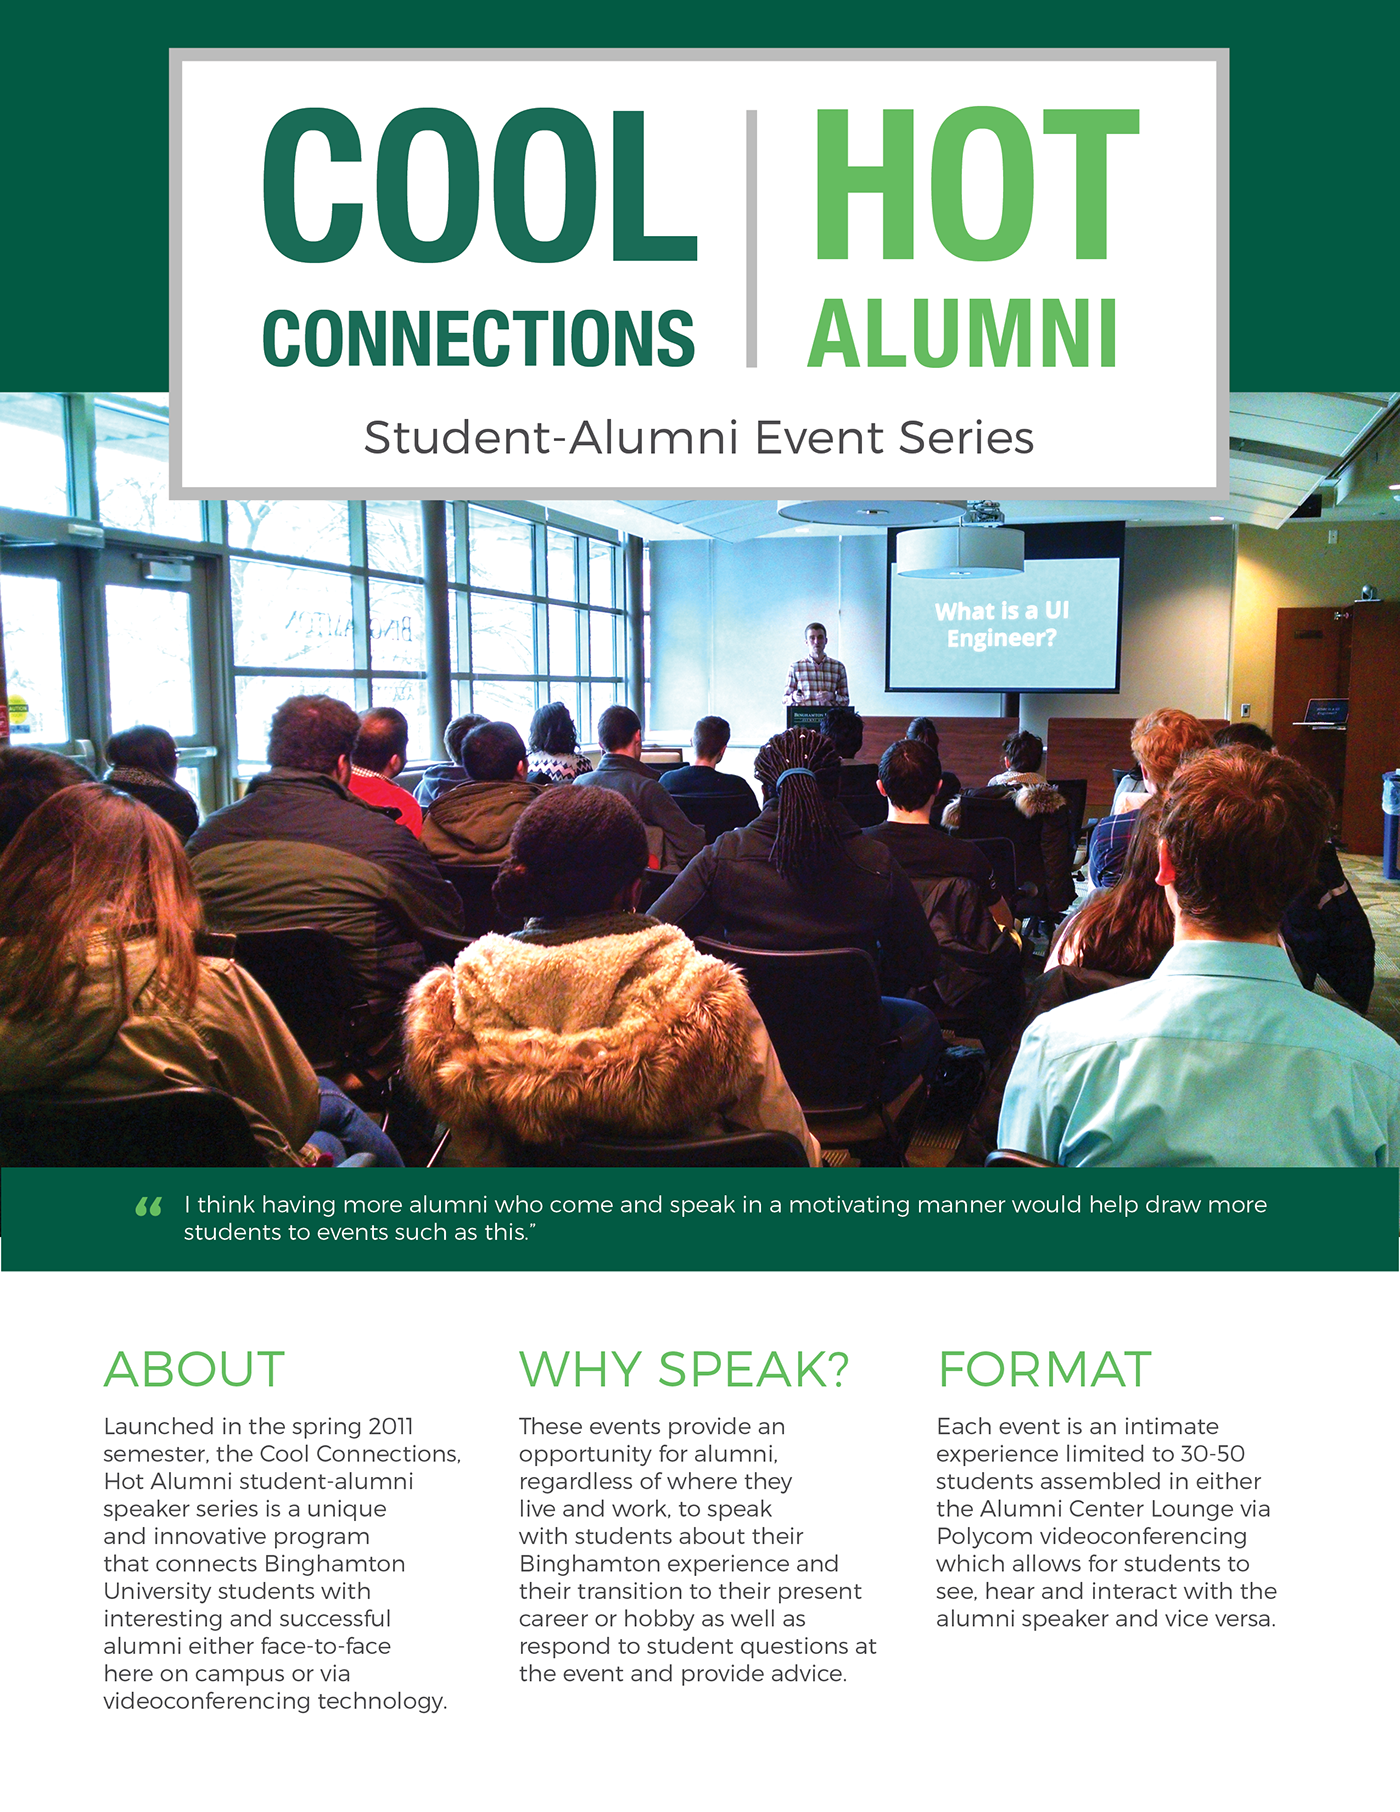 COOL
CONNECTIONS
HOT
ALUMNI
Student-Alumni Event Series
What is a UI
Engineer?
BINGHAMTON
“ I think having more alumni who come and speak in a motivating manner would help draw more
students to events such as this.”
ABOUT
Launched in the spring 2011
semester, the Cool Connections,
Hot Alumni student-alumni
speaker series is a unique
and innovative program
that connects Binghamton
University students with
interesting and successful
alumni either face-to-face
here on campus or via
videoconferencing technology.
WHY SPEAK?
These events provide an
opportunity for alumni,
regardless of where they
live and work, to speak
with students about their
Binghamton experience and
their transition to their present
career or hobby as well as
respond to student questions at
the event and provide advice.
FORMAT
Each event is an intimate
experience limited to 30-50
students assembled in either
the Alumni Center Lounge via
Polycom videoconferencing
which allows for students to
see, hear and interact with the
alumni speaker and vice versa.